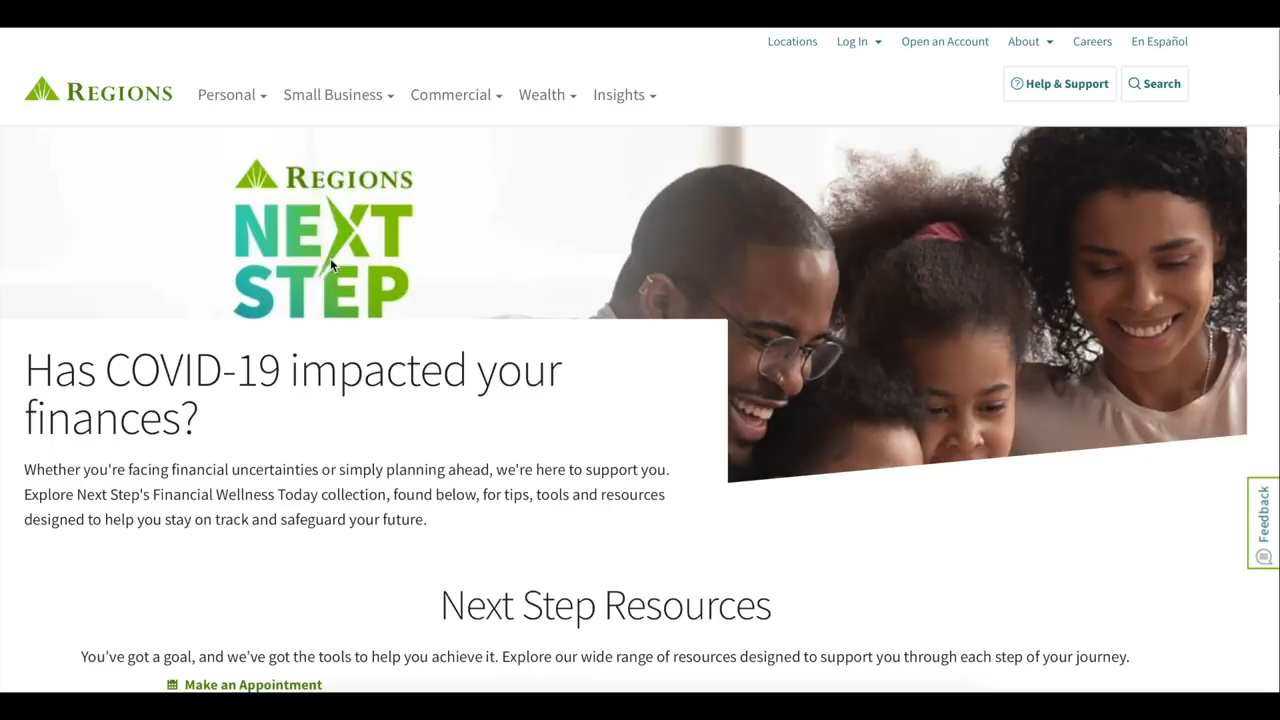 Locations Log In About Open an Account Careers En Español
REGIONS Personal Small Business Commercial Wealth Insights Help & Support Search
REGIONS
NEXT
STEP
Has COVID-19 impacted your
finances?
Whether you're facing financial uncertainties or simply planning ahead, we're here to support you.
Explore Next Step's Financial Wellness Today collection, found below, for tips, tools and resources
designed to help you stay on track and safeguard your future.
Feedback
Next Step Resources
You’ve got a goal, and we’ve got the tools to help you achieve it. Explore our wide range of resources designed to support you through each step of your journey.
Make an Appointment